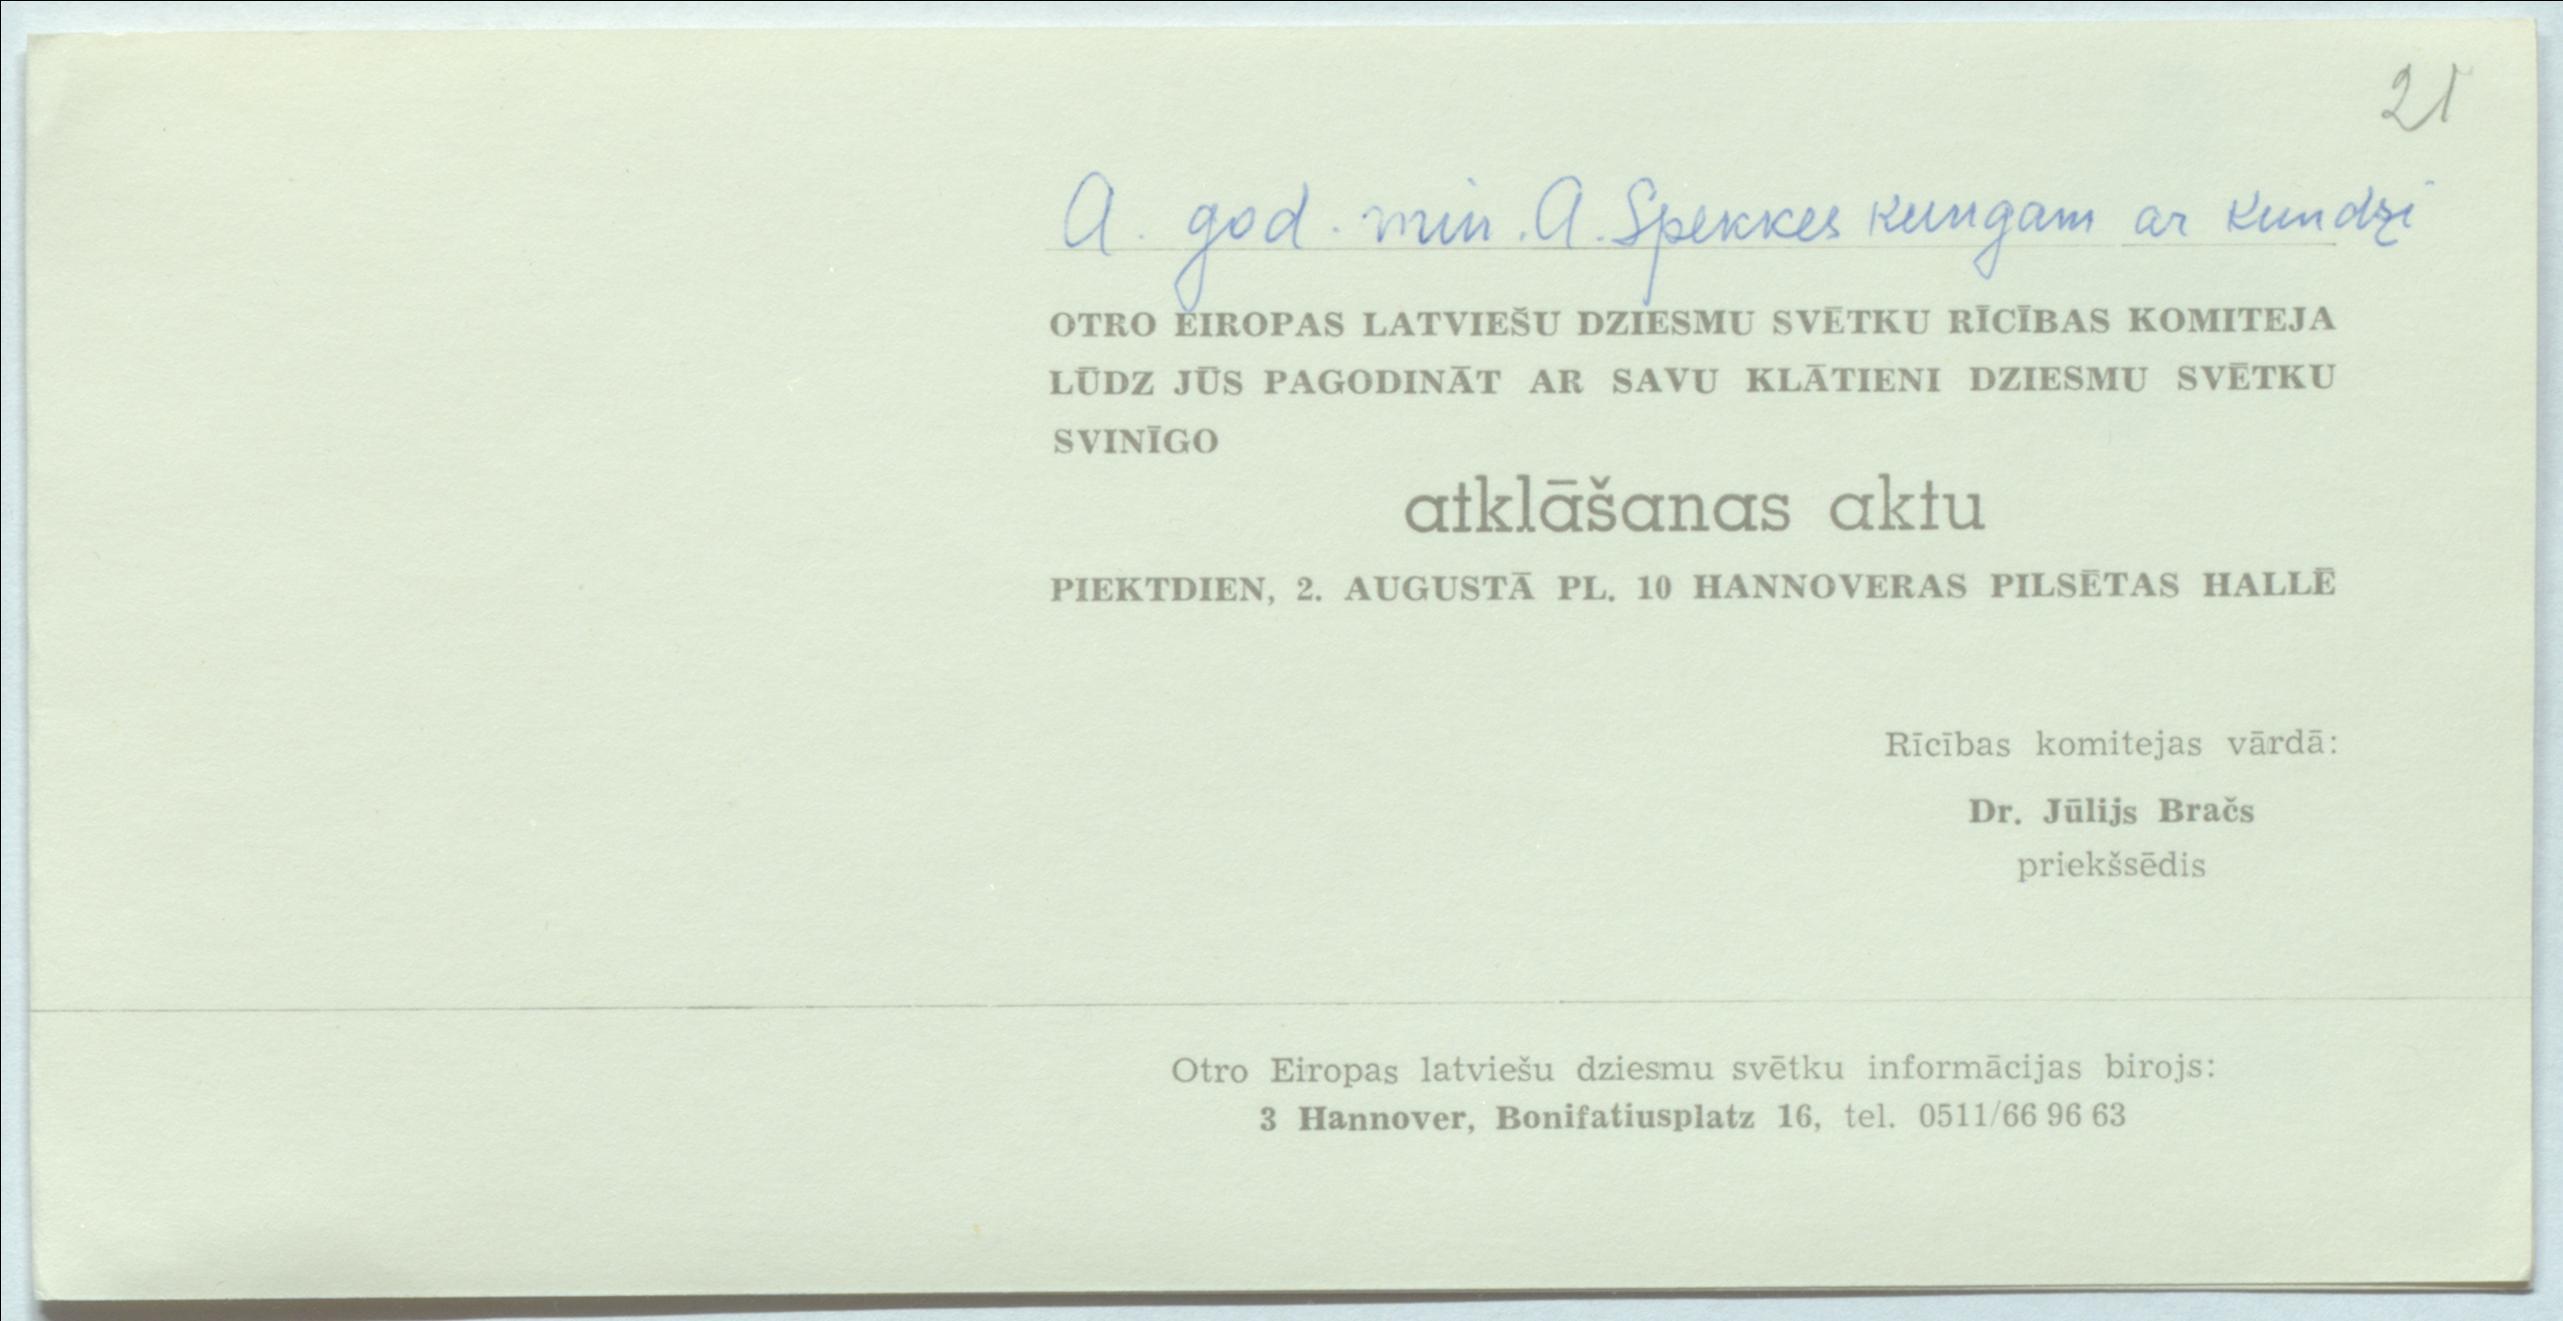 21
A. god. min. A. Spekkes kungam ar kundzi
OTRO EIROPAS LATVIEŠU DZIESMU SVĒTKU RĪCĪBAS KOMITEJA
LŪDZ JŪS PAGODINĀT AR SAVU KLĀTIENI DZIESMU SVĒTKU
SVINĪGO
atklāšanas aktu
PIEKTDIEN, 2. AUGUSTĀ PL. 10 HANNOVERAS PILSĒTAS HALLĒ
Rīcības komitejas vārdā:
Dr. Jūlijs Bračs
priekšsēdis
Otro Eiropas latviešu dziesmu svētku informācijas birojs:
3 Hannover, Bonifatiusplatz 16, tel. 0511/66 96 63